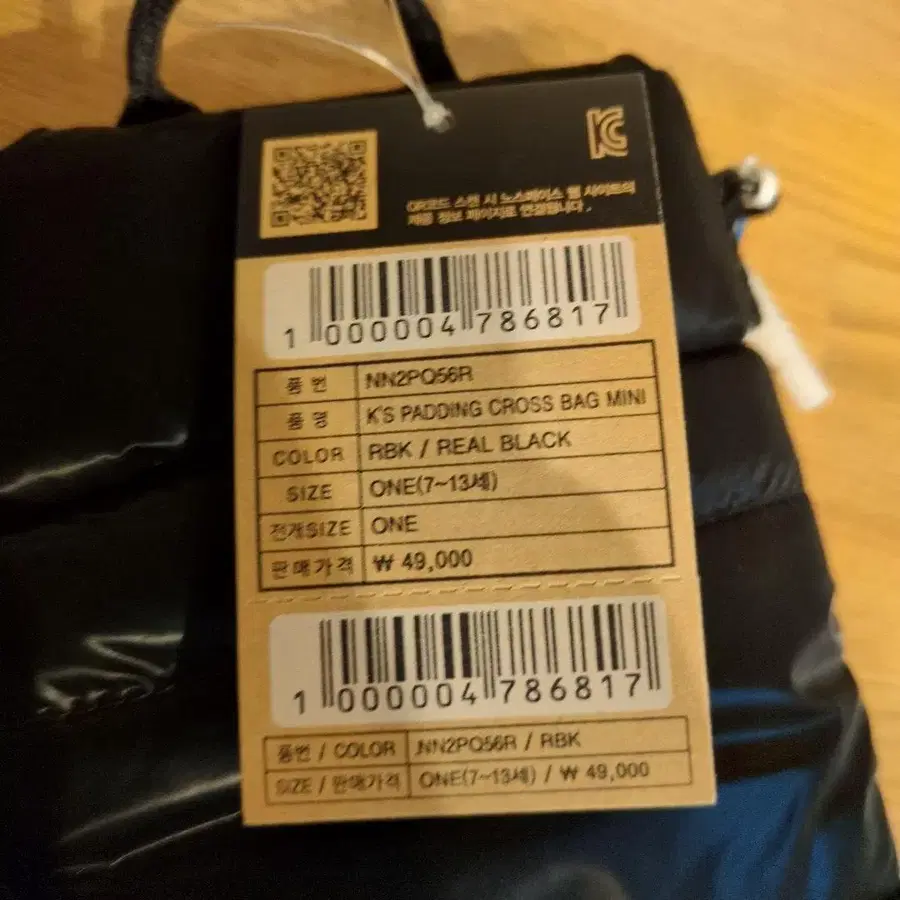 KC
QR코드 스캔 시 노스페이스 웹 사이트의
제품 정보 페이지로 연결됩니다.
1 000004 786817
품 번 NN2PQ56R
품 명 K'S PADDING CROSS BAG MINI
COLOR RBK / REAL BLACK
SIZE ONE(7~13세)
전개SIZE ONE
판매가격 ₩ 49,000
1 000004 786817
품번 / COLOR NN2PQ56R / RBK
SIZE / 판매가격 ONE(7~13세) / ₩ 49,000